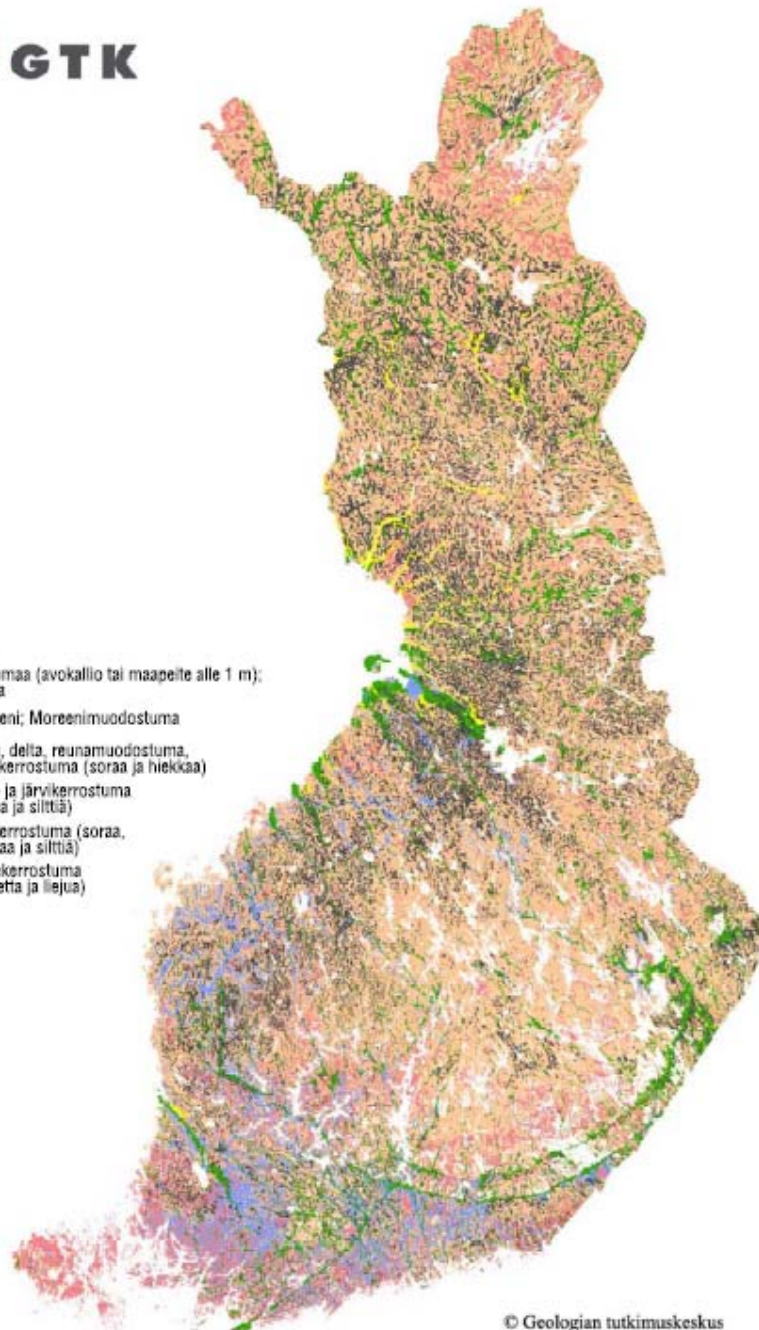 GTK
umaa (avokallio tai maapeite alle 1 m);
a
eni; Moreenimuodostuma
, delta, reunamuodostuma,
kerrostuma (soraa ja hiekkaa)
ja järvikerrostuma
a ja silttiä)
errostuma (soraa,
aa ja silttiä)
kerrostuma
etta ja liejua)
© Geologian tutkimuskeskus